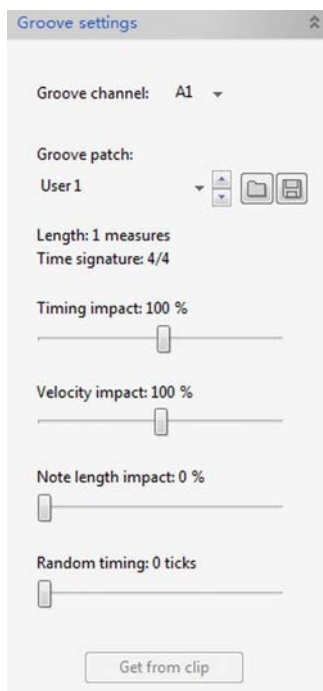 Groove settings
Groove channel: A1
Groove patch:
User 1
Length: 1 measures
Time signature: 4/4
Timing impact: 100 %
Velocity impact: 100 %
Note length impact: 0 %
Random timing: 0 ticks
Get from clip